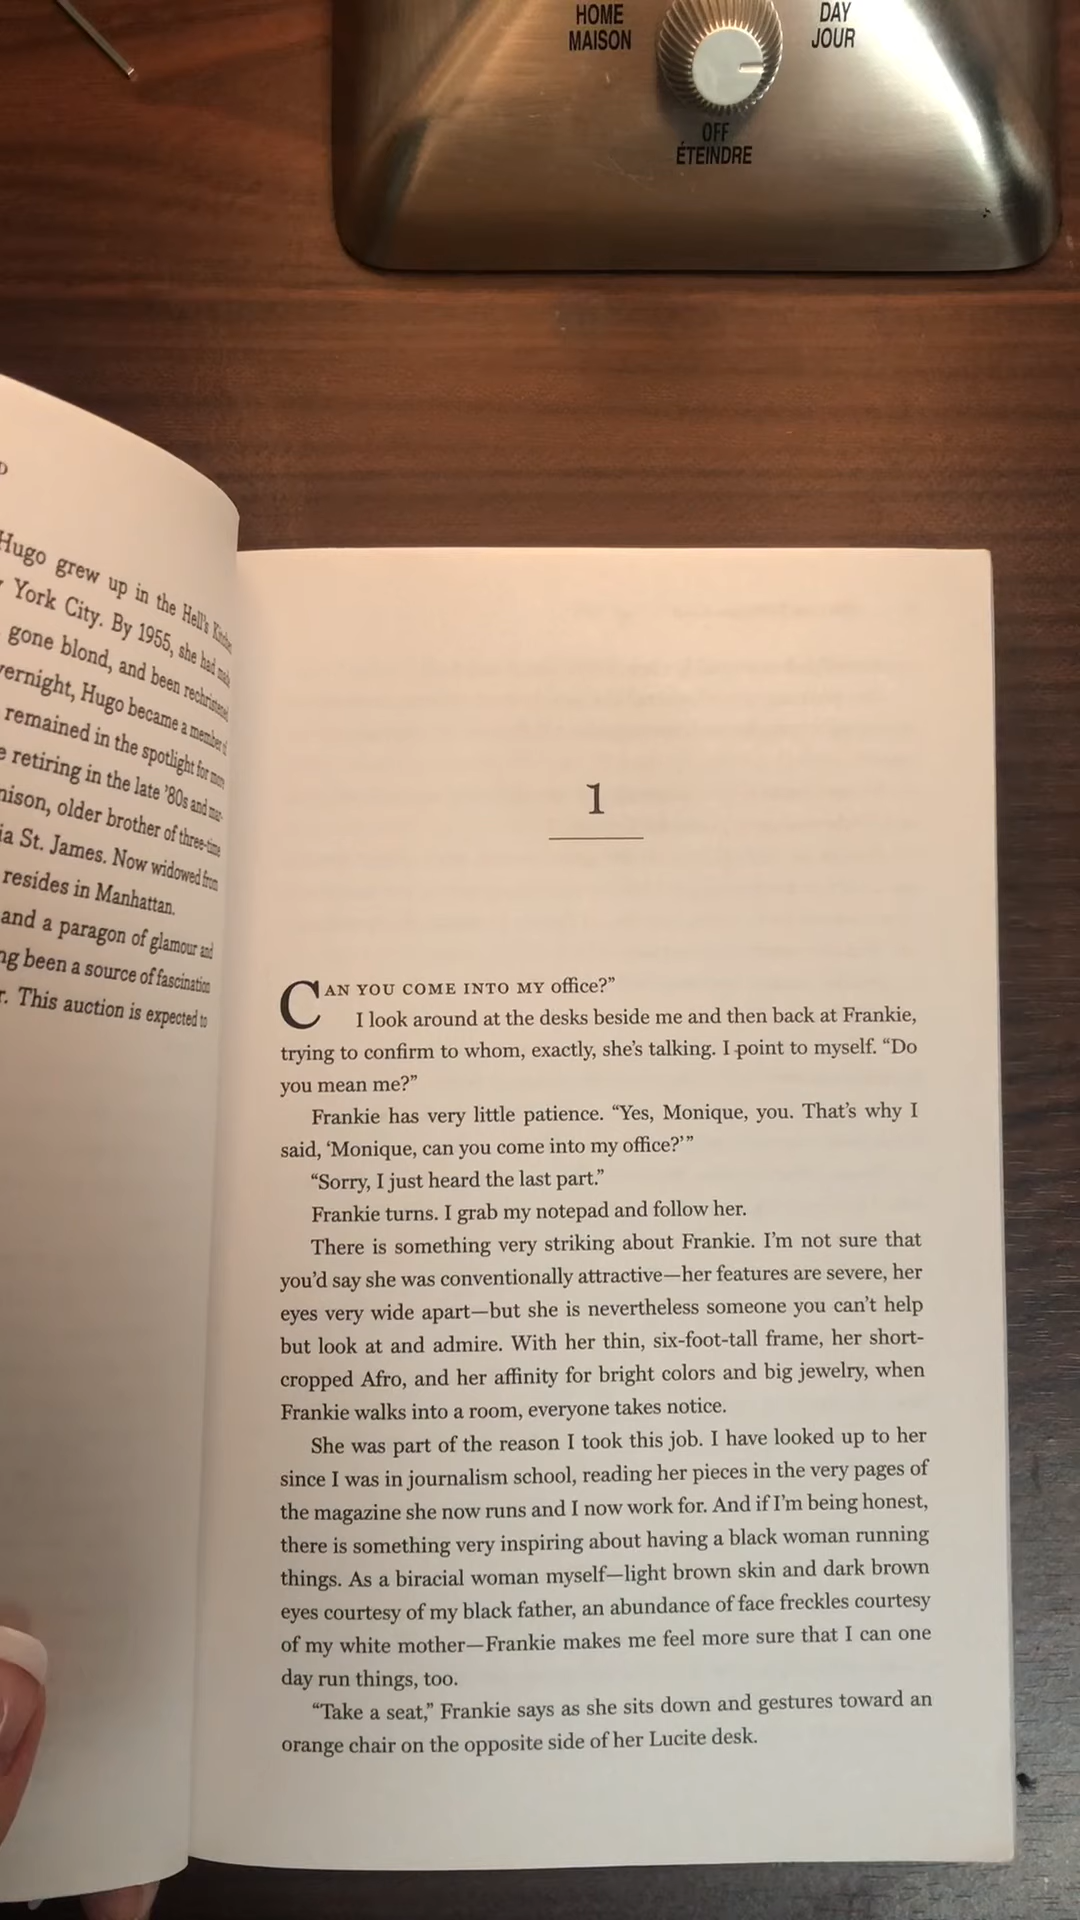 HOME
MAISON
DAY
JOUR
OFF
ÉTEINDRE
Hugo grew up in the Hell's Kitchen
York City. By 1955, she had made
gone blond, and been rechristened
Hugo became a member of
remained in the spotlight for more
retiring in the late '80s and mar-
older brother of three-time
St. James. Now widowed from
resides in Manhattan.
and a paragon of glamour and
been a source of fascination
This auction is expected to
1
CAN YOU COME INTO MY office?”
I look around at the desks beside me and then back at Frankie,
trying to confirm to whom, exactly, she’s talking. I point to myself. “Do
you mean me?”
Frankie has very little patience. “Yes, Monique, you. That’s why I
said, ‘Monique, can you come into my office?’”
“Sorry, I just heard the last part.”
Frankie turns. I grab my notepad and follow her.
There is something very striking about Frankie. I’m not sure that
you’d say she was conventionally attractive—her features are severe, her
eyes very wide apart—but she is nevertheless someone you can’t help
but look at and admire. With her thin, six-foot-tall frame, her short-
cropped Afro, and her affinity for bright colors and big jewelry, when
Frankie walks into a room, everyone takes notice.
She was part of the reason I took this job. I have looked up to her
since I was in journalism school, reading her pieces in the very pages of
the magazine she now runs and I now work for. And if I’m being honest,
there is something very inspiring about having a black woman running
things. As a biracial woman myself—light brown skin and dark brown
eyes courtesy of my black father, an abundance of face freckles courtesy
of my white mother—Frankie makes me feel more sure that I can one
day run things, too.
“Take a seat,” Frankie says as she sits down and gestures toward an
orange chair on the opposite side of her Lucite desk.